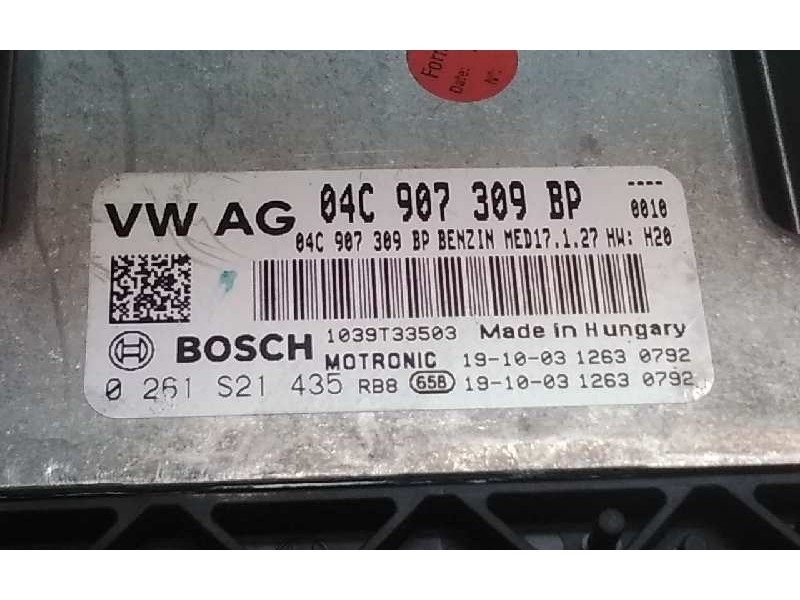 Form
Date:
N°:
VW AG 04C 907 309 BP ----
0010
04C 907 309 BP BENZIN MED17.1.27 HW: H20
BOSCH 1039T33503 Made in Hungary
MOTRONIC 19-10-03 1263 0792
0 261 S21 435 RB8 658 19-10-03 1263 0792